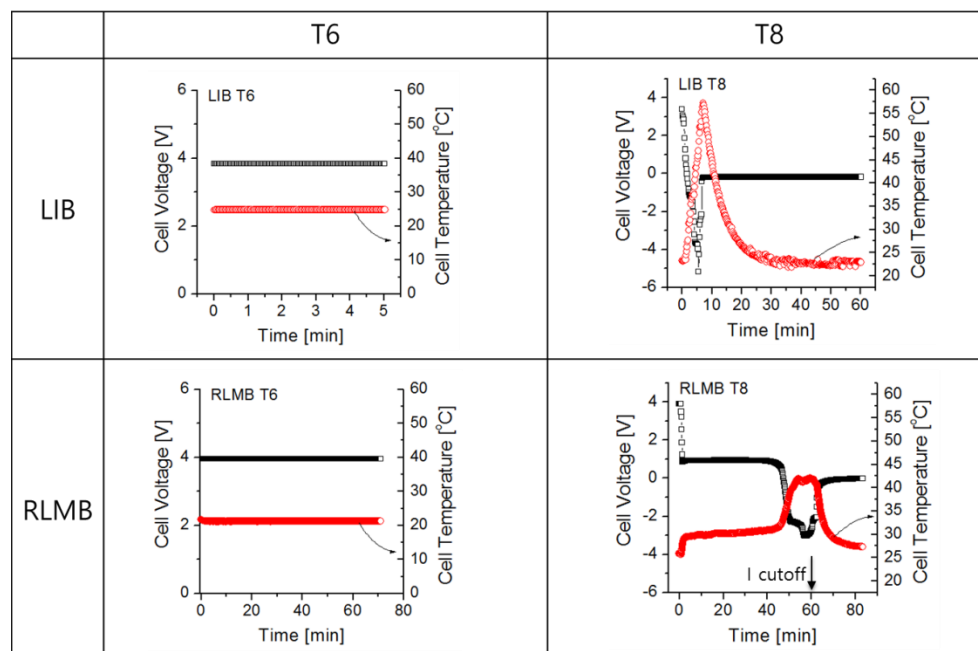 T6
T8
LIB
LIB T6
Cell Voltage [V]
6
4
2
0
Cell Temperature [°C]
60
50
40
30
20
10
0
0 1 2 3 4 5
Time [min]
LIB T8
Cell Voltage [V]
4
2
0
-2
-4
-6
Cell Temperature [°C]
60
55
50
45
40
35
30
25
20
0 10 20 30 40 50 60
Time [min]
RLMB
RLMB T6
Cell Voltage [V]
6
4
2
0
Cell Temperature [°C]
60
50
40
30
20
10
0
0 20 40 60 80
Time [min]
RLMB T8
Cell Voltage [V]
4
2
0
-2
-4
-6
Cell Temperature [°C]
60
55
50
45
40
35
30
25
20
I cutoff
0 20 40 60 80
Time [min]